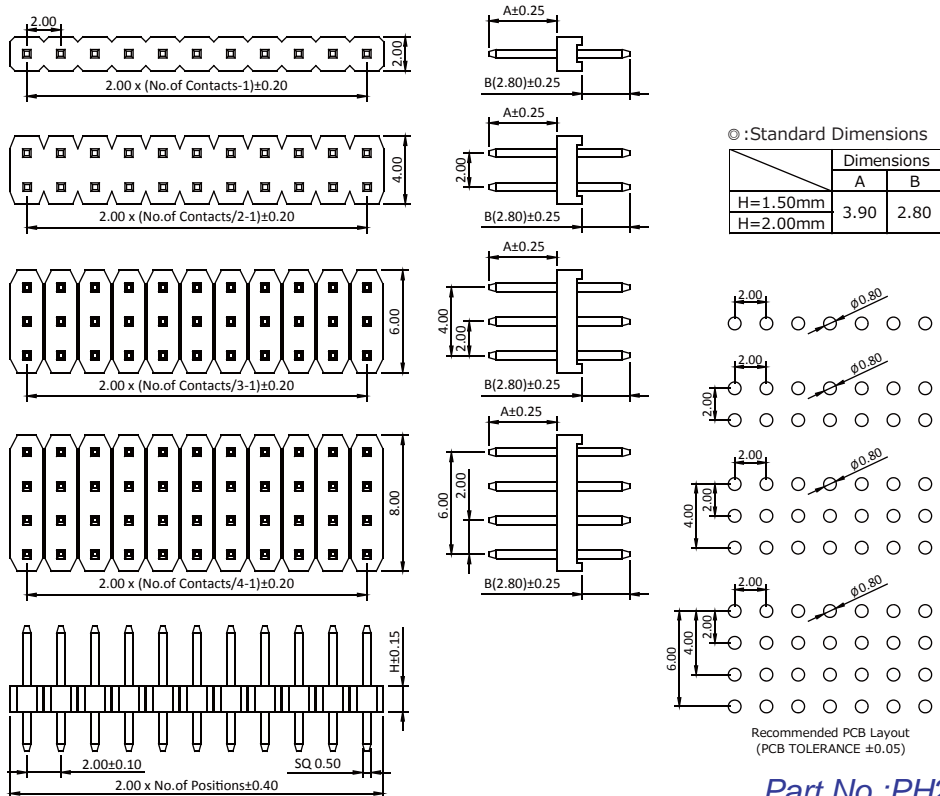 2.00
2.00
2.00 x (No.of Contacts-1)±0.20
A±0.25
B(2.80)±0.25
4.00
2.00 x (No.of Contacts/2-1)±0.20
A±0.25
2.00
B(2.80)±0.25
◎:Standard Dimensions
Dimensions
A B
H=1.50mm 3.90 2.80
H=2.00mm
6.00
2.00 x (No.of Contacts/3-1)±0.20
A±0.25
4.00
2.00
B(2.80)±0.25
8.00
2.00 x (No.of Contacts/4-1)±0.20
A±0.25
6.00
2.00
B(2.80)±0.25
H±0.15
2.00±0.10
SQ 0.50
2.00 x No.of Positions±0.40
2.00
Ø0.80
2.00
Ø0.80
2.00
2.00
Ø0.80
4.00
2.00
2.00
Ø0.80
6.00
4.00
2.00
Recommended PCB Layout
(PCB TOLERANCE ±0.05)
Part No.:PH2